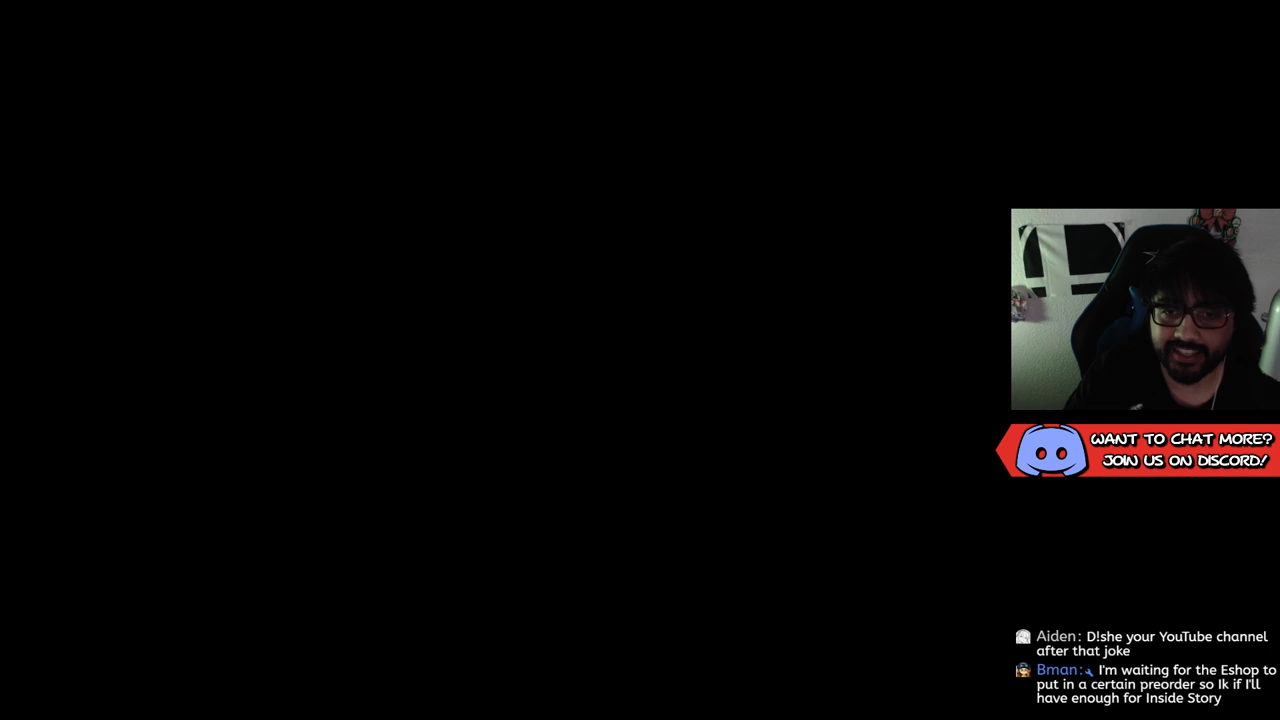 WANT TO CHAT MORE?
JOIN US ON DISCORD!
Aiden: D!she your YouTube channel
after that joke
Bman: I'm waiting for the Eshop to
put in a certain preorder so Ik if I'll
have enough for Inside Story